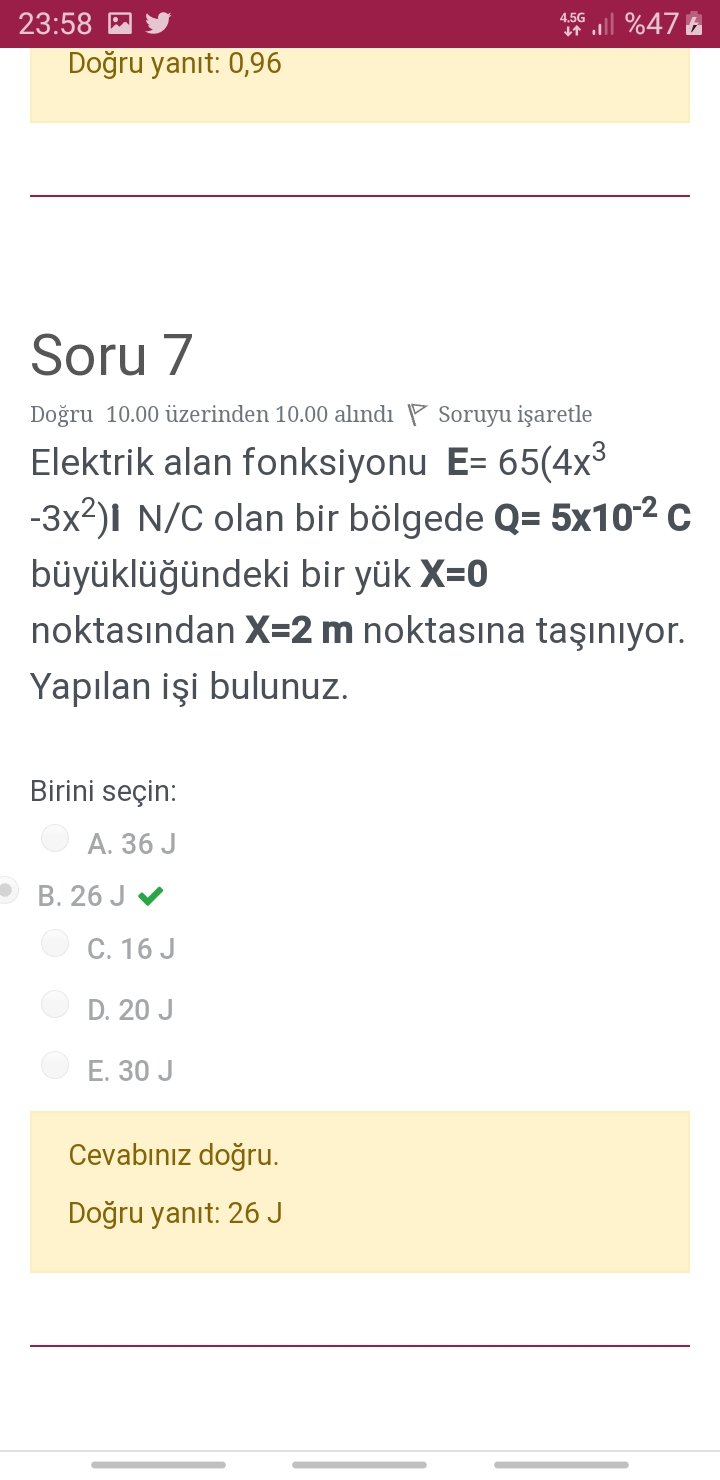 23:58 4.5G %47
Doğru yanıt: 0,96
Soru 7
Doğru 10.00 üzerinden 10.00 alındı Soruyu işaretle
Elektrik alan fonksiyonu E= 65(4x³
-3x²)i N/C olan bir bölgede Q= 5x10⁻² C
büyüklüğündeki bir yük X=0
noktasından X=2 m noktasına taşınıyor.
Yapılan işi bulunuz.
Birini seçin:
A. 36 J
B. 26 J
C. 16 J
D. 20 J
E. 30 J
Cevabınız doğru.
Doğru yanıt: 26 J